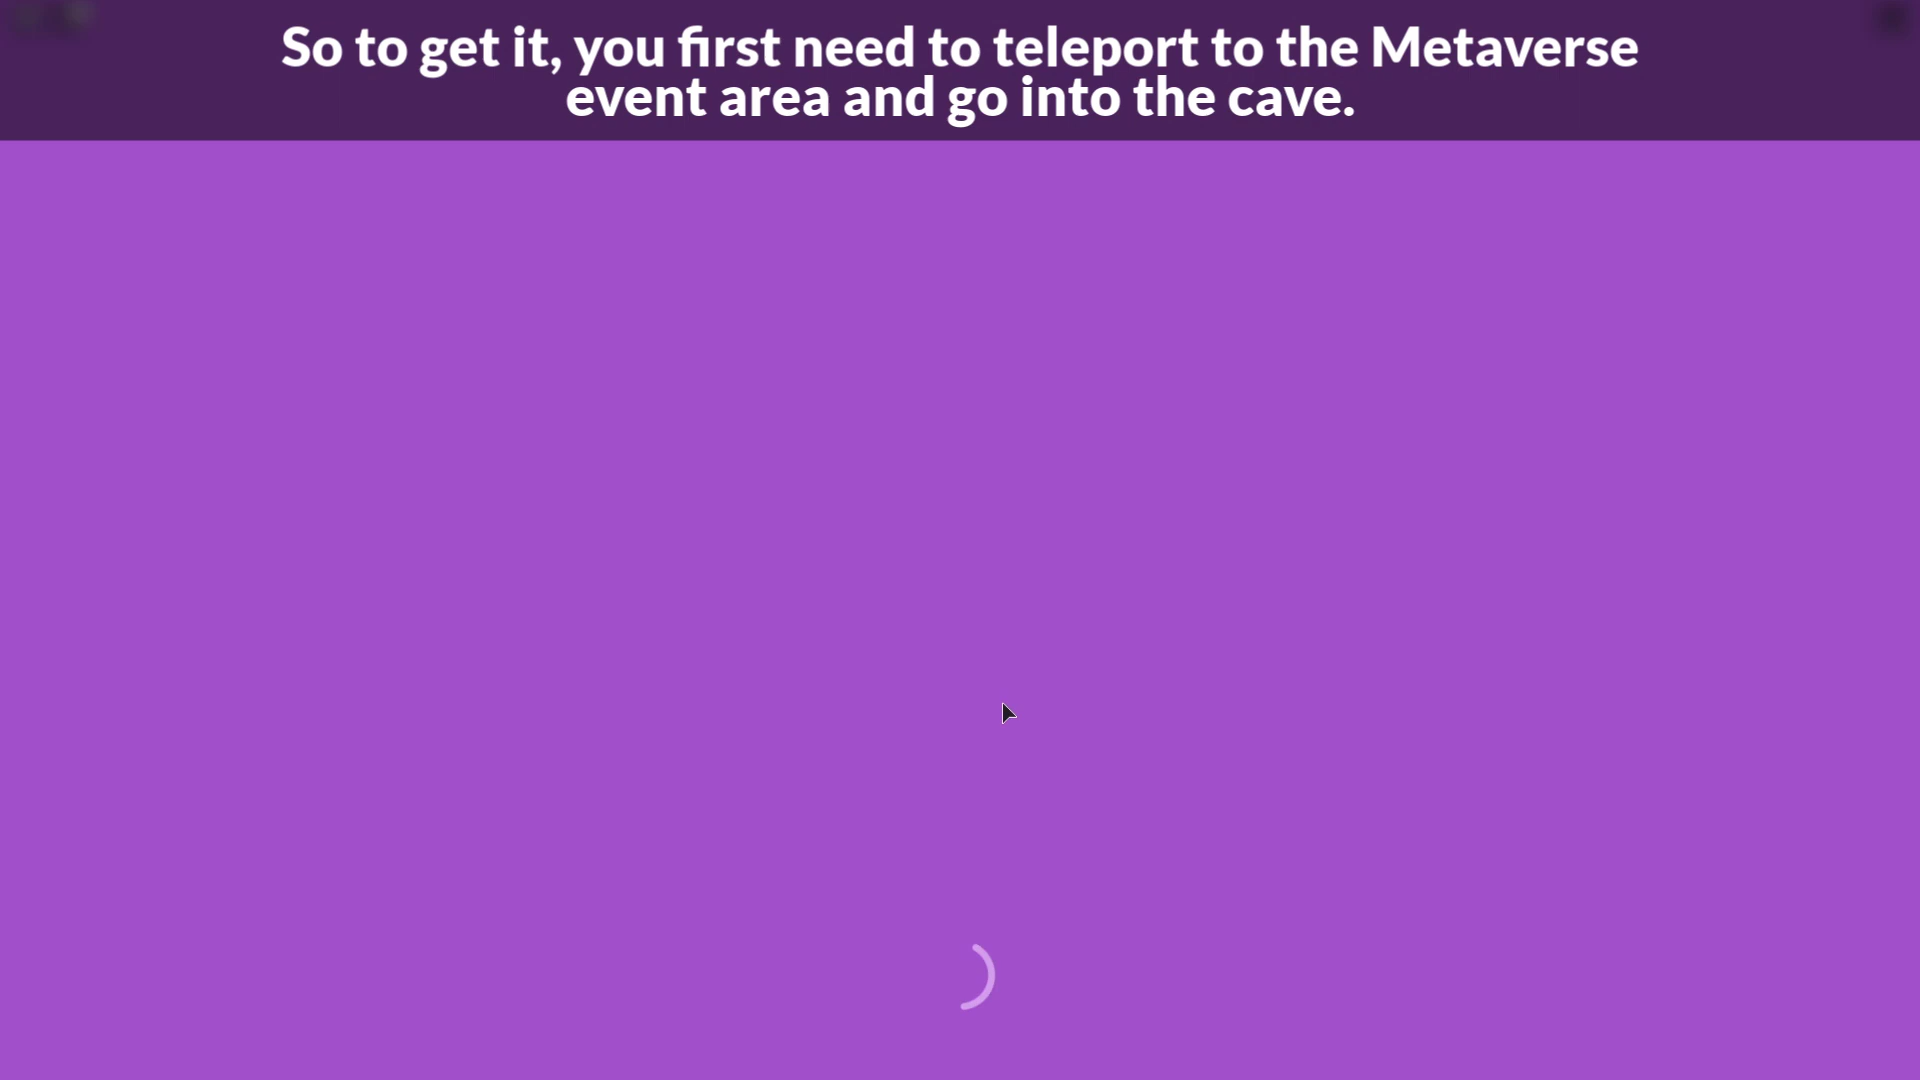 So to get it, you first need to teleport to the Metaverse
event area and go into the cave.